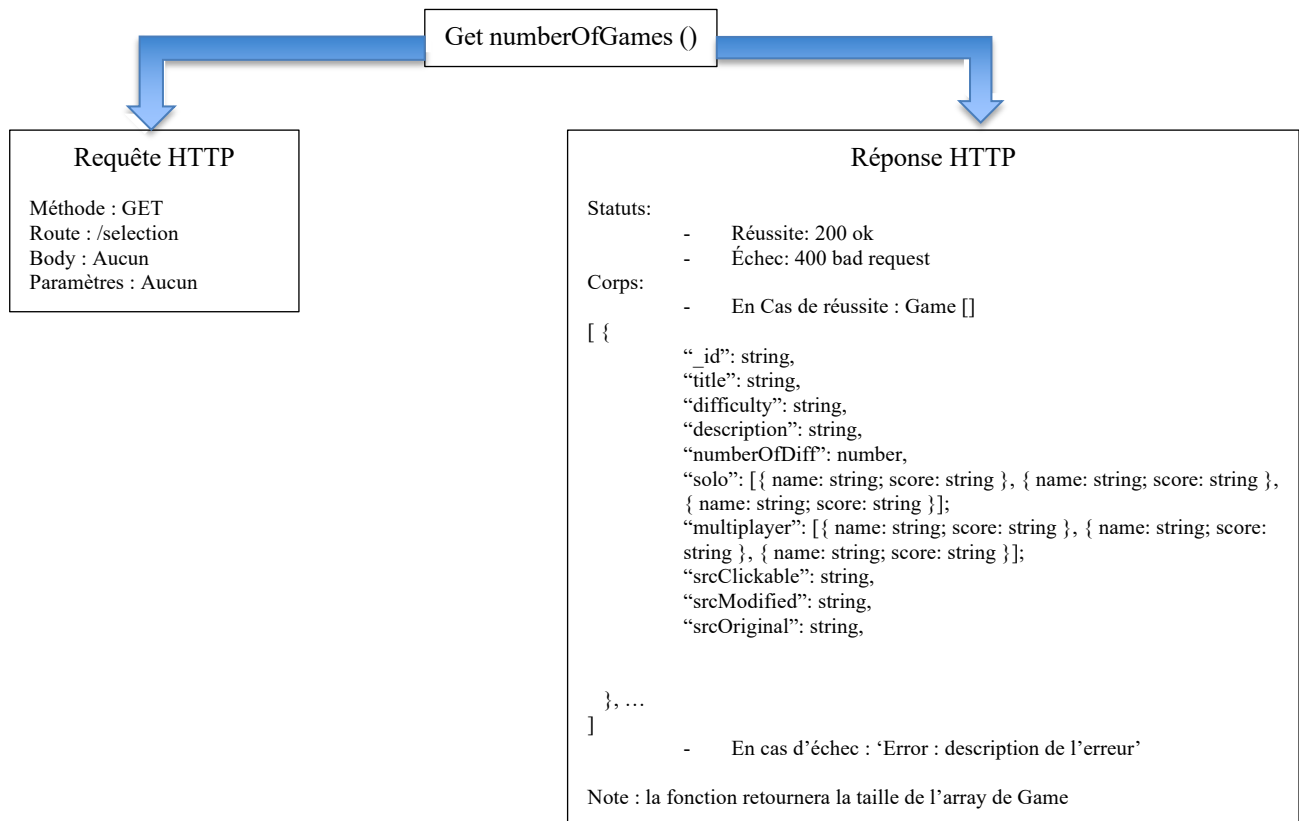 Get numberOfGames ()
Requête HTTP
Méthode : GET
Route : /selection
Body : Aucun
Paramètres : Aucun
Réponse HTTP
Statuts:
- Réussite: 200 ok
- Échec: 400 bad request
Corps:
- En Cas de réussite : Game []
[ {
“_id”: string,
“title”: string,
“difficulty”: string,
“description”: string,
“numberOfDiff”: number,
“solo”: [{ name: string; score: string }, { name: string; score: string },
{ name: string; score: string }];
“multiplayer”: [{ name: string; score: string }, { name: string; score:
string }, { name: string; score: string }];
“srcClickable”: string,
“srcModified”: string,
“srcOriginal”: string,
}, …
]
- En cas d’échec : ‘Error : description de l’erreur’
Note : la fonction retournera la taille de l’array de Game